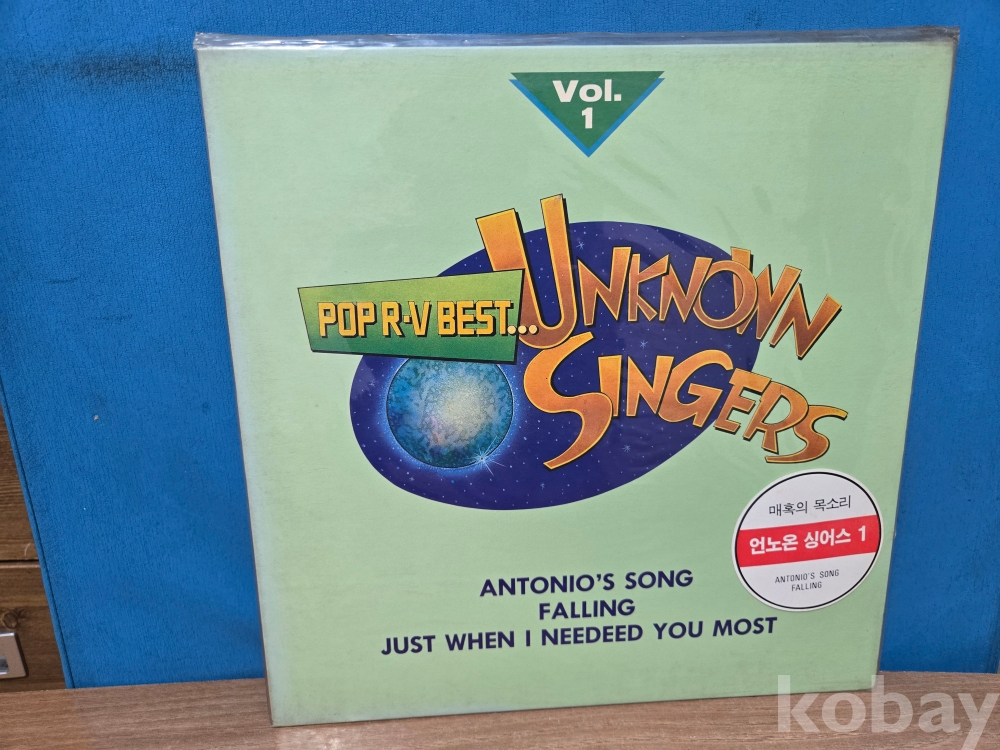 Vol.
1
POP R·V BEST...
UNKNOWN
SINGERS
매혹의 목소리
언노온 싱어스 1
ANTONIO'S SONG
FALLING
ANTONIO'S SONG
FALLING
JUST WHEN I NEEDEED YOU MOST
kobay